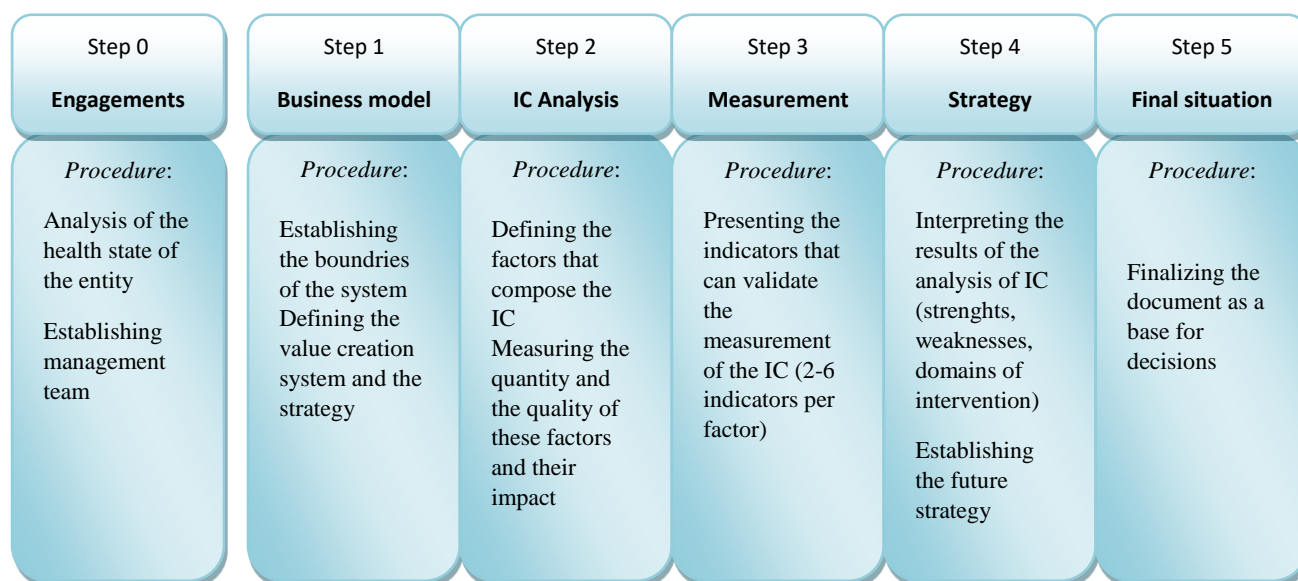 Step 0
Engagements
Procedure:
Analysis of the
health state of
the entity
Establishing
management
team
Step 1
Business model
Procedure:
Establishing
the boundries
of the system
Defining the
value creation
system and the
strategy
Step 2
IC Analysis
Procedure:
Defining the
factors that
compose the
IC
Measuring the
quantity and
the quality of
these factors
and their
impact
Step 3
Measurement
Procedure:
Presenting the
indicators that
can validate
the
measurement
of the IC (2-6
indicators per
factor)
Step 4
Strategy
Procedure:
Interpreting the
results of the
analysis of IC
(strenghts,
weaknesses,
domains of
intervention)
Establishing
the future
strategy
Step 5
Final situation
Procedure:
Finalizing the
document as a
base for
decisions